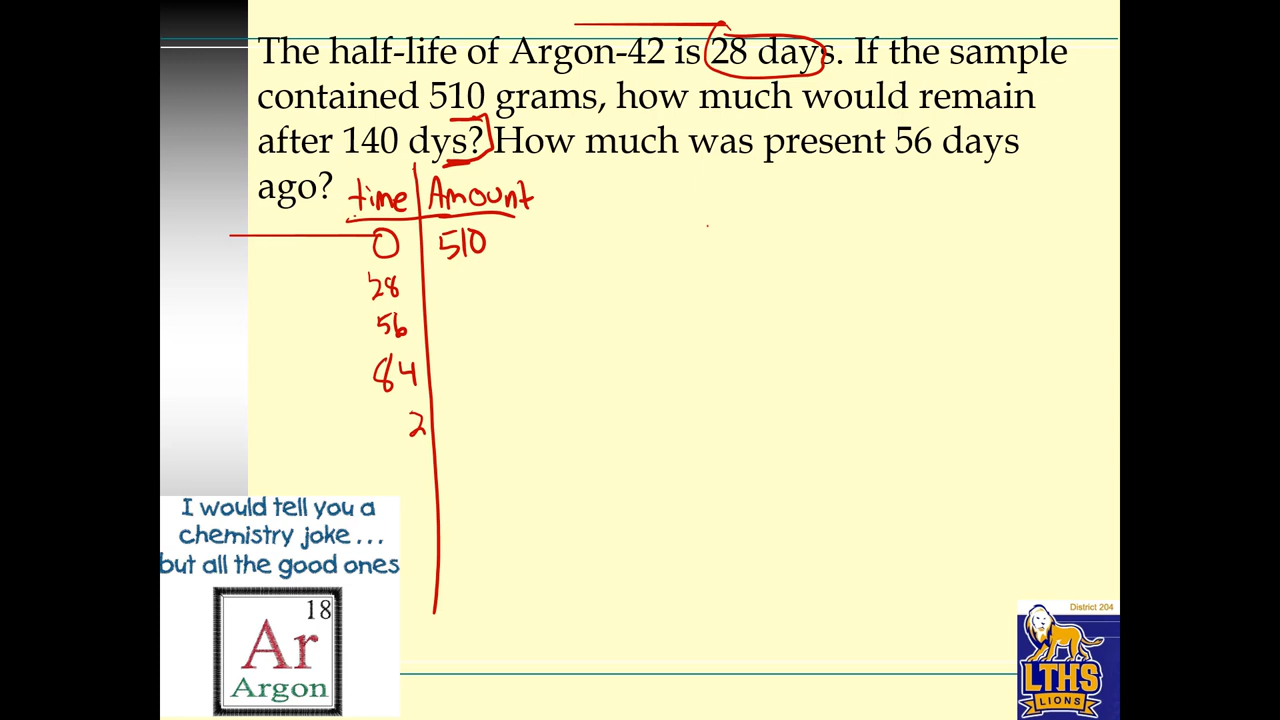 The half-life of Argon-42 is 28 days. If the sample
contained 510 grams, how much would remain
after 140 dys? How much was present 56 days
ago?
time Amount
0 510
28
56
84
2
I would tell you a
chemistry joke ...
but all the good ones
18
Ar
Argon
District 204
LTHS
LIONS